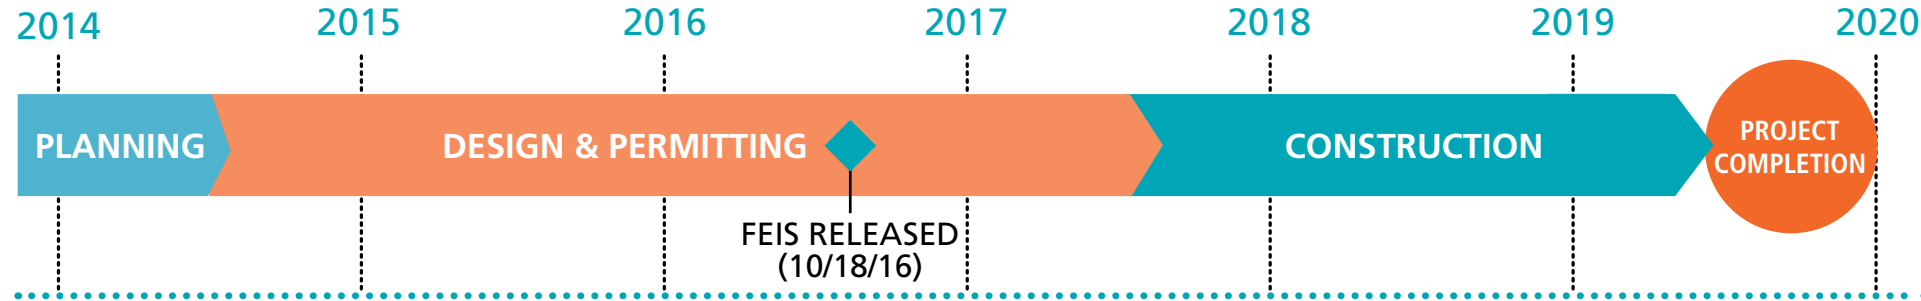 2014 2015 2016 2017 2018 2019 2020
PLANNING DESIGN & PERMITTING CONSTRUCTION PROJECT
COMPLETION
FEIS RELEASED
(10/18/16)